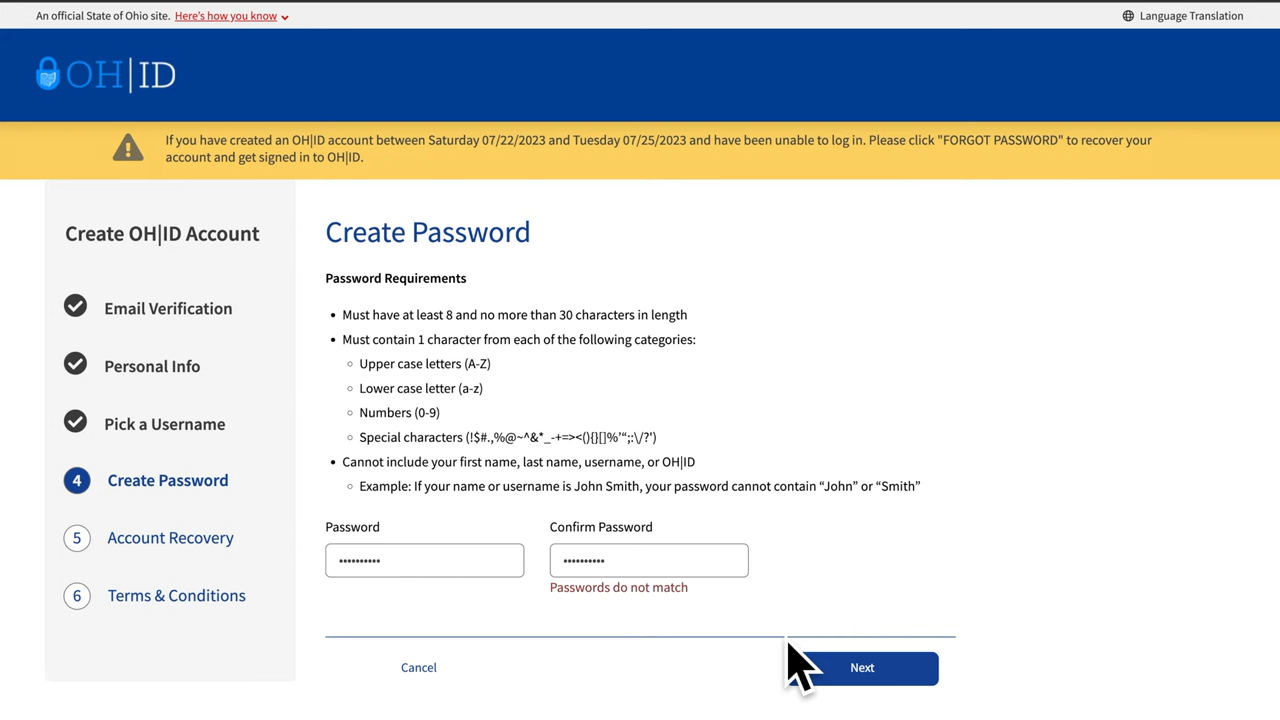 An official State of Ohio site. Here's how you know
Language Translation
OH|ID
If you have created an OH|ID account between Saturday 07/22/2023 and Tuesday 07/25/2023 and have been unable to log in. Please click "FORGOT PASSWORD" to recover your
account and get signed in to OH|ID.
Create OH|ID Account
Email Verification
Personal Info
Pick a Username
4 Create Password
5 Account Recovery
6 Terms & Conditions
Create Password
Password Requirements
• Must have at least 8 and no more than 30 characters in length
• Must contain 1 character from each of the following categories:
◦ Upper case letters (A-Z)
◦ Lower case letter (a-z)
◦ Numbers (0-9)
◦ Special characters (!$#.,%@~^&*_-+=><(){}[]%'“;:\/?')
• Cannot include your first name, last name, username, or OH|ID
◦ Example: If your name or username is John Smith, your password cannot contain “John” or “Smith”
Password
Confirm Password
••••••••••
••••••••••
Passwords do not match
Cancel
Next